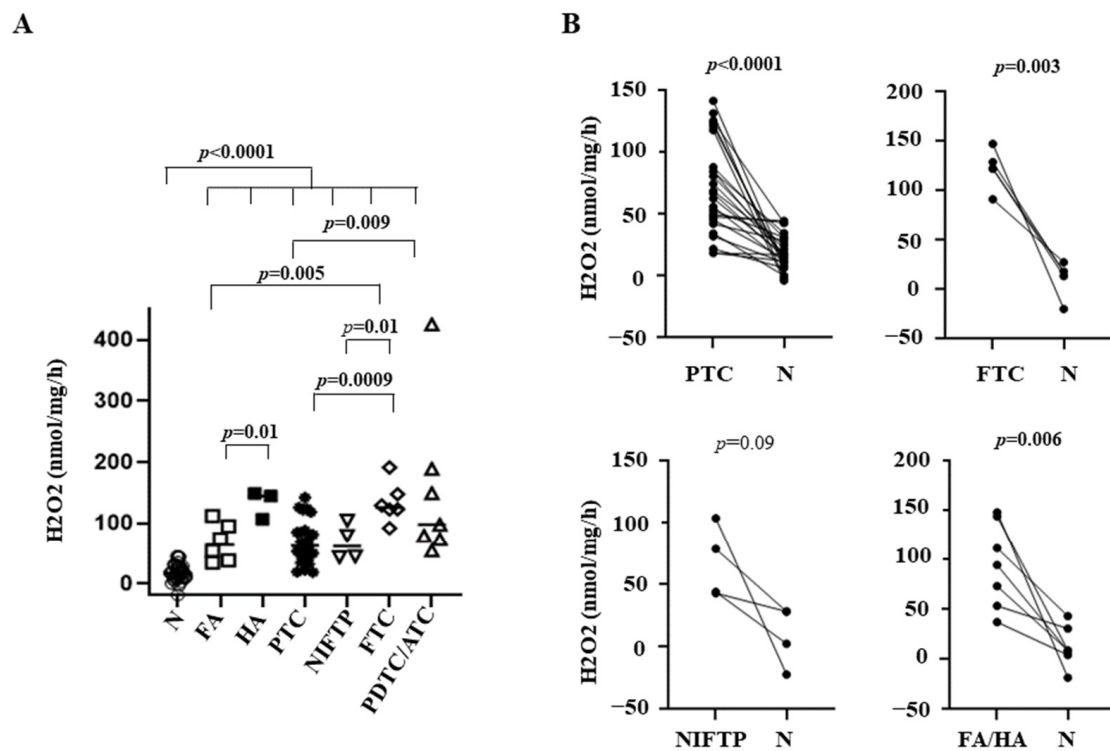 A
p<0.0001
p=0.009
p=0.005
p=0.01
p=0.0009
p=0.01
H2O2 (nmol/mg/h)
400
300
200
100
0
N
FA
HA
PTC
NIFTP
FTC
PDTC/ATC
B
p<0.0001
H2O2 (nmol/mg/h)
150
100
50
0
−50
PTC N
p=0.003
200
150
100
50
0
−50
FTC N
p=0.09
H2O2 (nmol/mg/h)
150
100
50
0
−50
NIFTP N
p=0.006
200
150
100
50
0
−50
FA/HA N